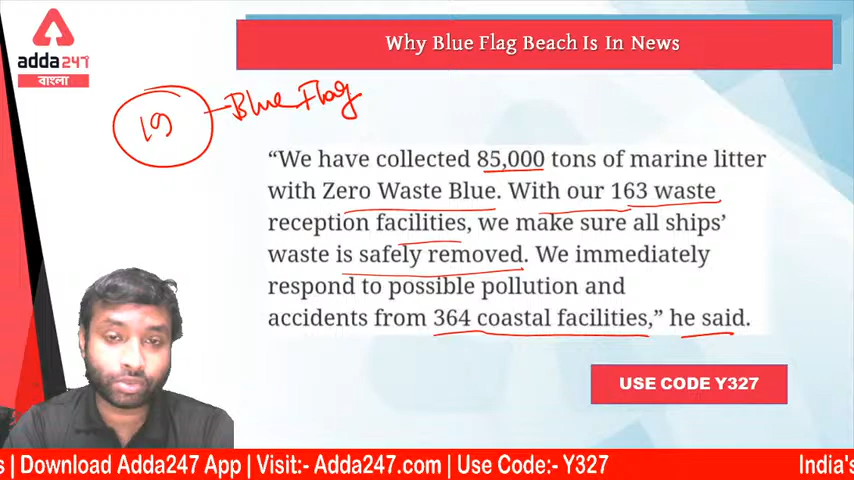 Why Blue Flag Beach Is In News
adda247
বাংলা
19 - Blue Flag
“We have collected 85,000 tons of marine litter
with Zero Waste Blue. With our 163 waste
reception facilities, we make sure all ships’
waste is safely removed. We immediately
respond to possible pollution and
accidents from 364 coastal facilities,” he said.
USE CODE Y327
s | Download Adda247 App | Visit:- Adda247.com | Use Code:- Y327
India's